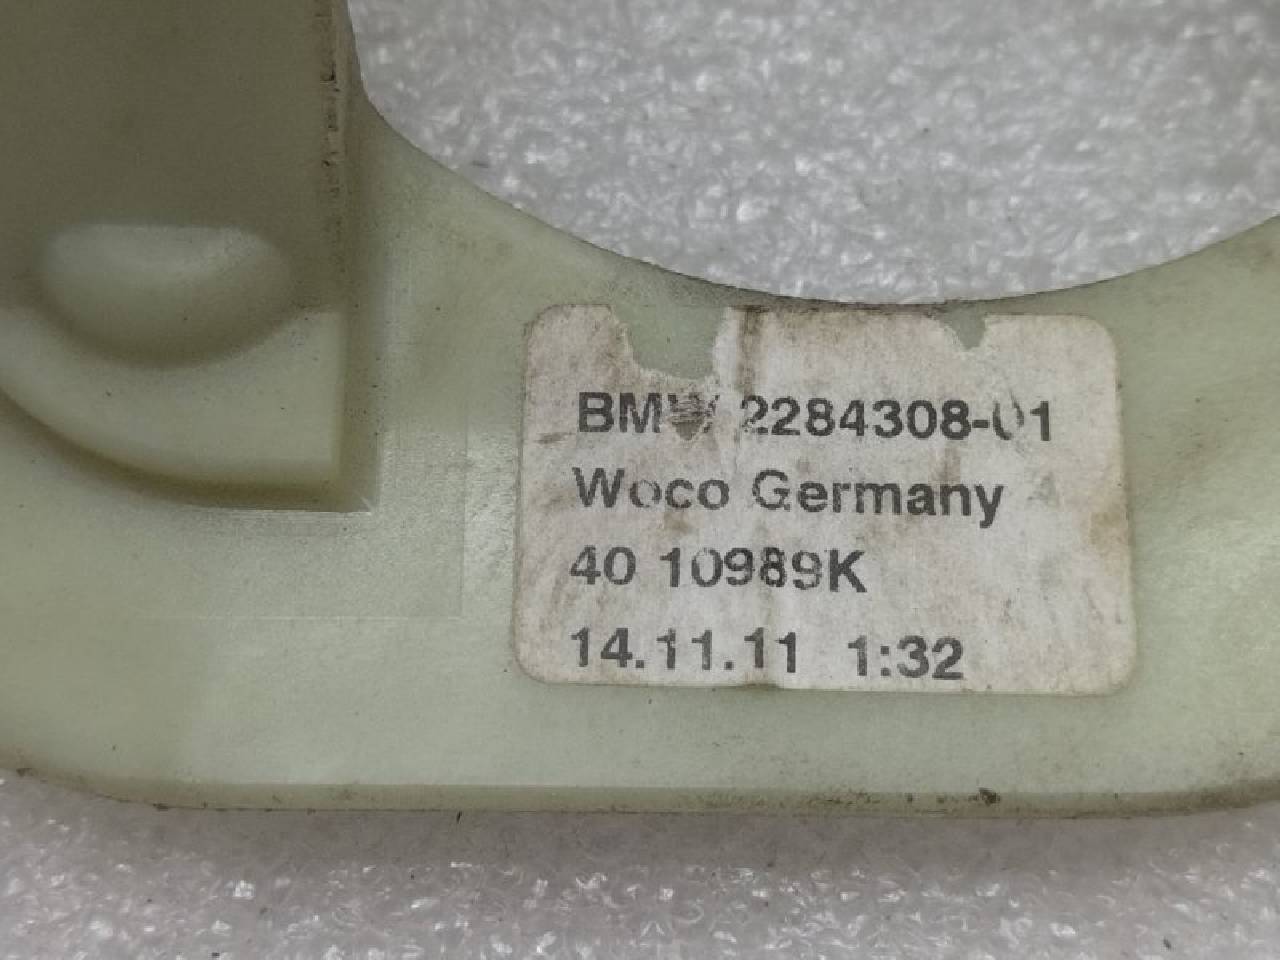 BMW 2284308-01
Woco Germany
40 10989K
14.11.11 1:32